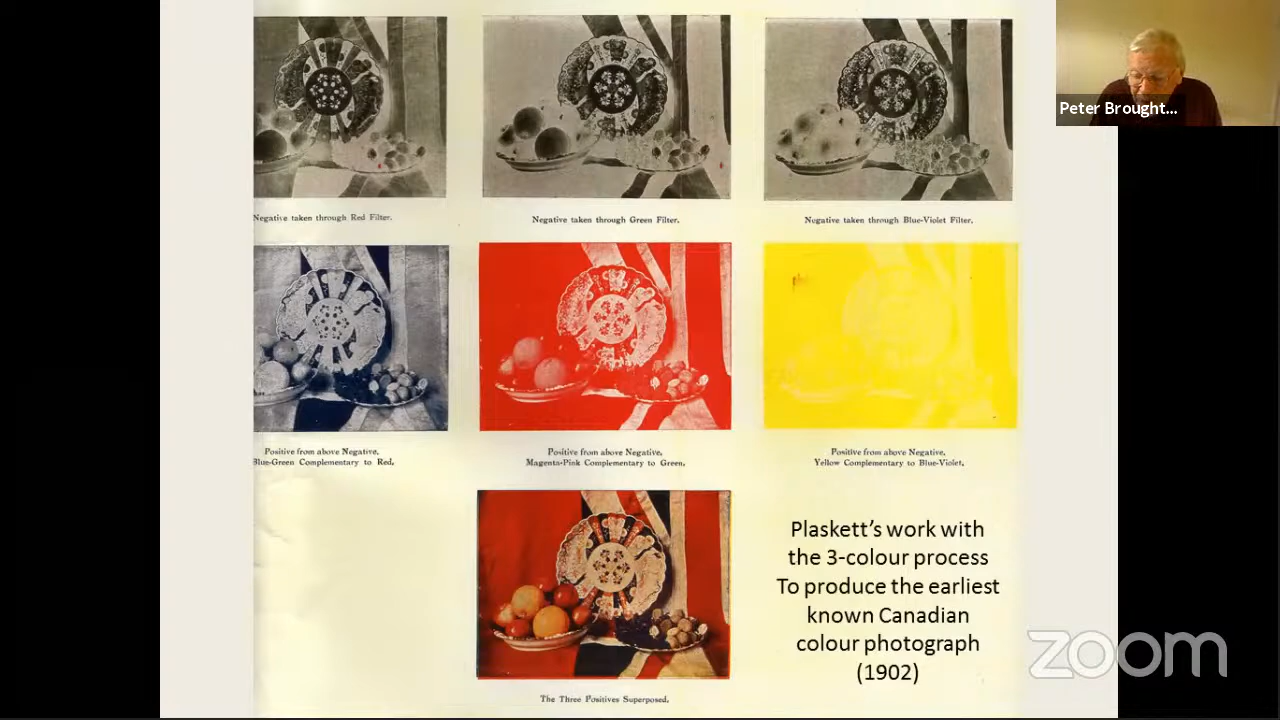 Peter Brought...
Negative taken through Red Filter.
Negative taken through Green Filter.
Negative taken through Blue-Violet Filter.
Positive from above Negative,
Blue-Green Complementary to Red.
Positive from above Negative,
Magenta-Pink Complementary to Green.
Positive from above Negative,
Yellow Complementary to Blue-Violet.
Plaskett's work with
the 3-colour process
To produce the earliest
known Canadian
colour photograph
(1902)
zoom
The Three Positives Superposed.